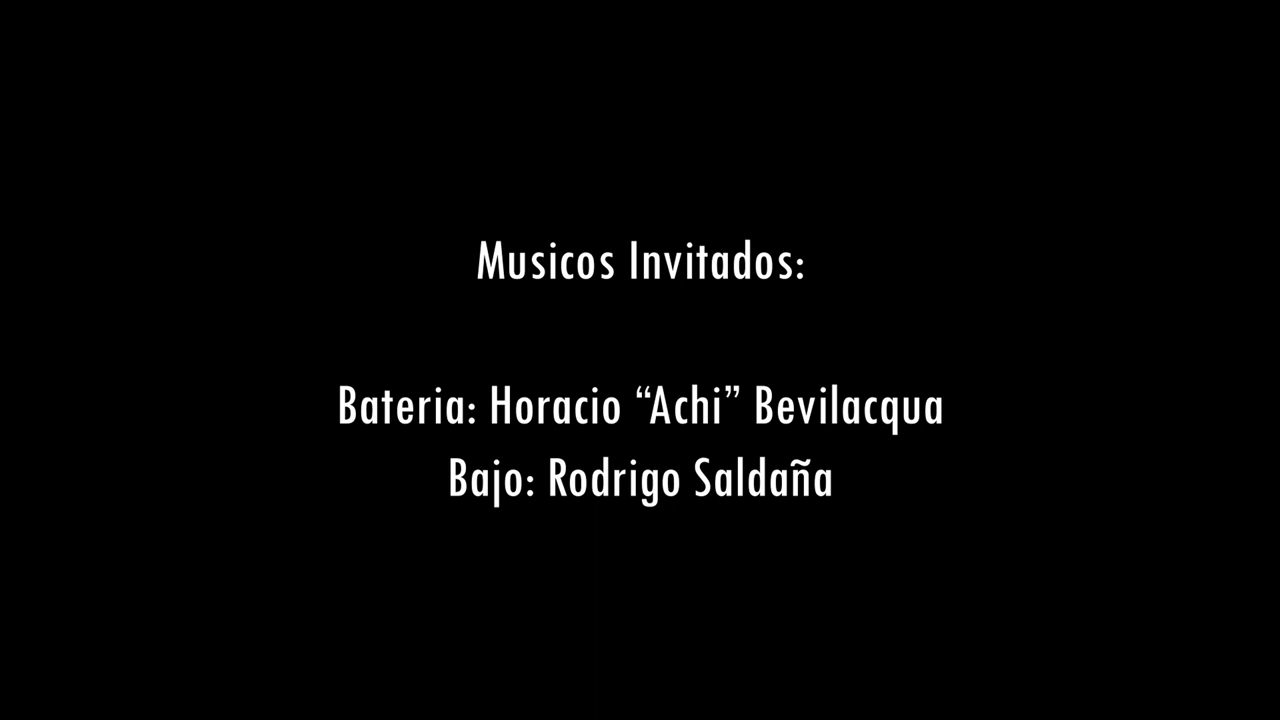 Musicos Invitados:
Bateria: Horacio “Achi” Bevilacqua
Bajo: Rodrigo Saldaña